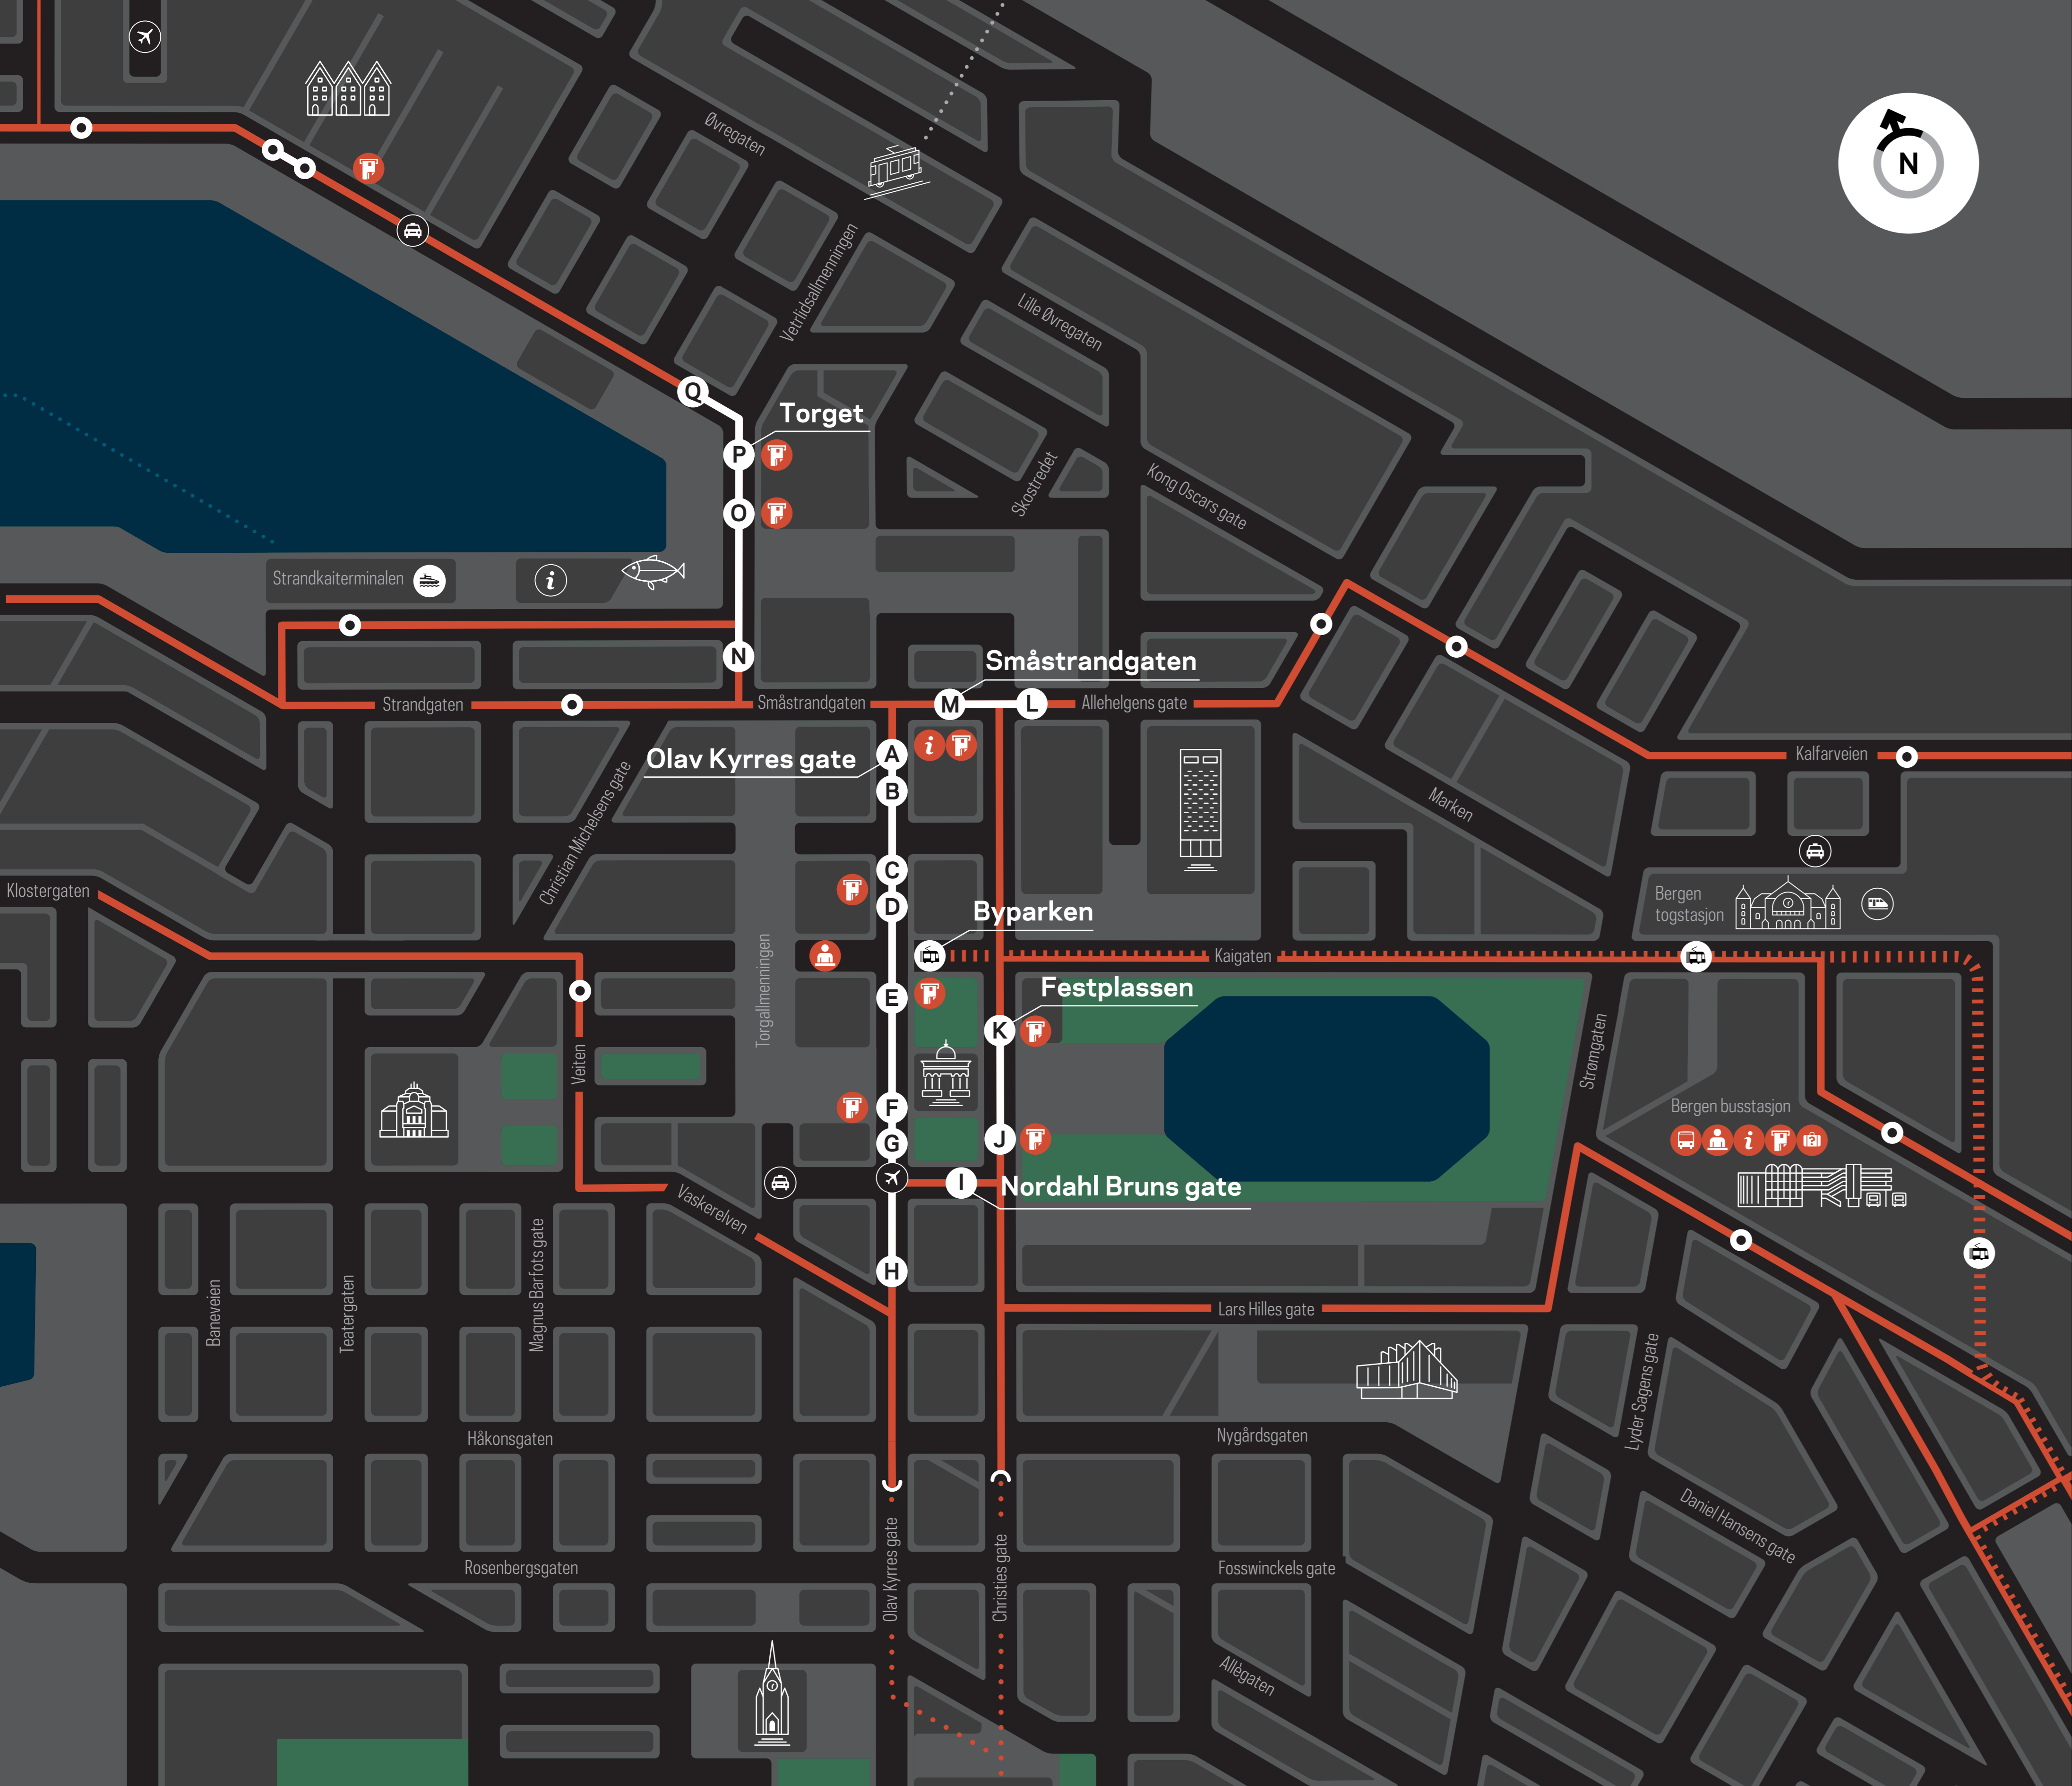 N
Øvregaten
Vetrlidsallmenningen
Lille Øvregaten
Q
Torget
P
O
Skostredet
Kong Oscars gate
Strandkaiterminalen
i
N
Småstrandgaten
Strandgaten
Småstrandgaten
M
L
Allehelgens gate
Olav Kyrres gate
A
i
B
Kalfarveien
Christian Michelsens gate
Marken
C
D
Klostergaten
Bergen
togstasjon
Byparken
Kaigaten
Torgallmenningen
E
Festplassen
K
Veiten
Strømgaten
F
G
J
Bergen busstasjon
i
I
Nordahl Bruns gate
Vaskerelven
H
Baneveien
Teatergaten
Magnus Barfots gate
Lars Hilles gate
Lyder Sagens gate
Håkonsgaten
Nygårdsgaten
Daniel Hansens gate
Rosenbergsgaten
Olav Kyrres gate
Christies gate
Fosswinckels gate
Allègaten